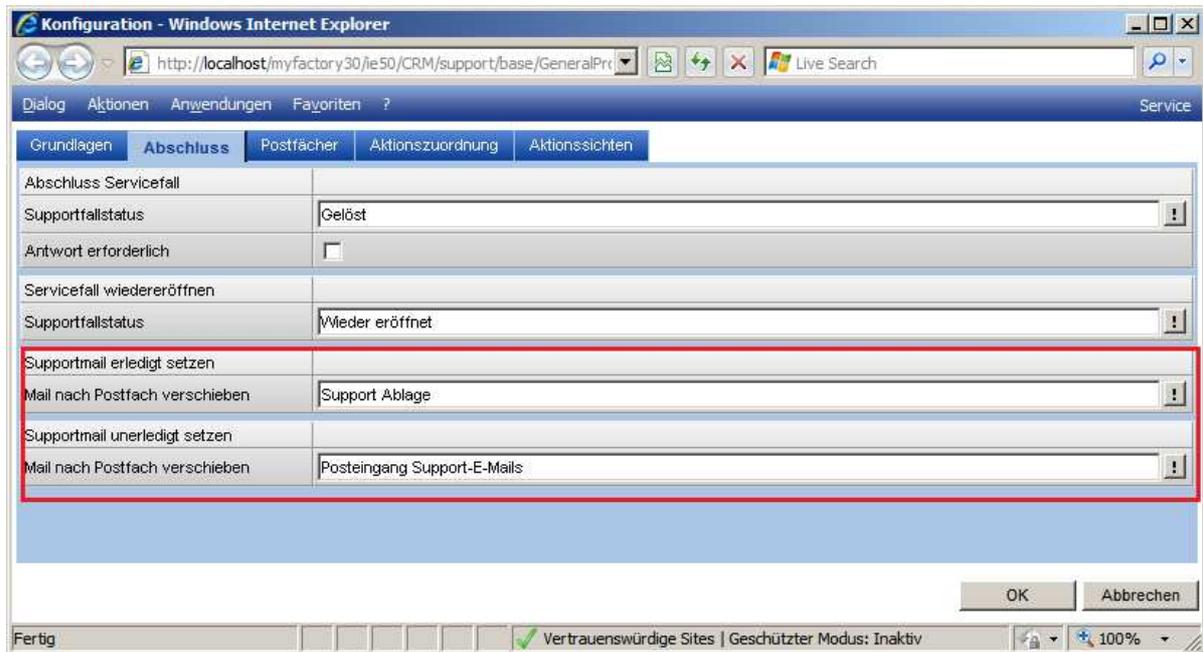 Konfiguration - Windows Internet Explorer
http://localhost/myfactory30/ie50/CRM/support/base/GeneralPr
Live Search
Dialog Aktionen Anwendungen Favoriten ? Service
Grundlagen Abschluss Postfächer Aktionszuordnung Aktionssichten
Abschluss Servicefall
Supportfallstatus Gelöst !
Antwort erforderlich
Servicefall wiedereröffnen
Supportfallstatus Wieder eröffnet !
Supportmail erledigt setzen
Mail nach Postfach verschieben Support Ablage !
Supportmail unerledigt setzen
Mail nach Postfach verschieben Posteingang Support-E-Mails !
OK Abbrechen
Fertig Vertrauenswürdige Sites | Geschützter Modus: Inaktiv 100%